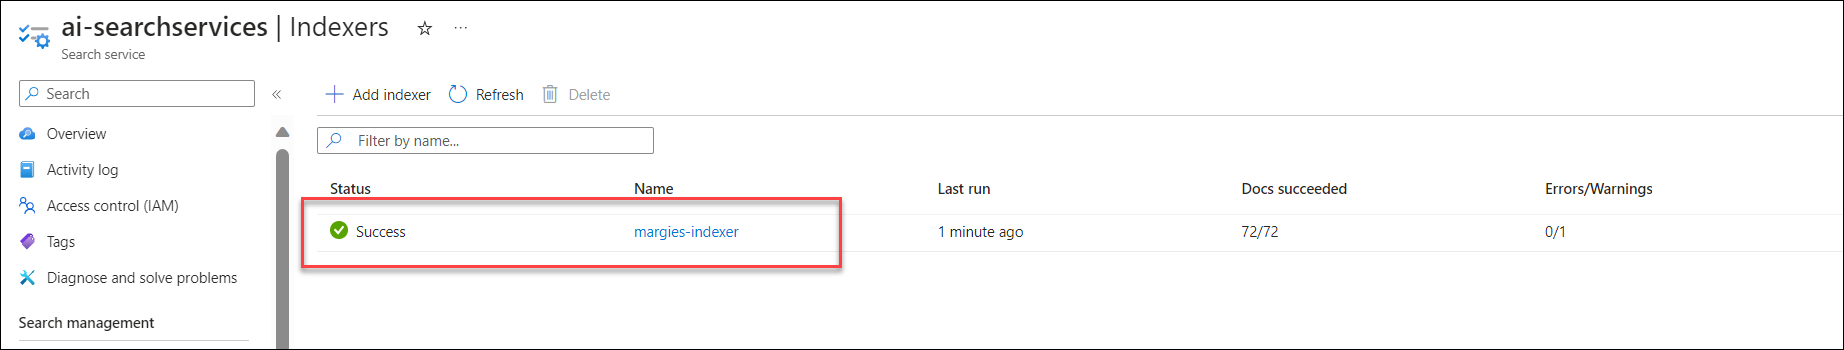 ai-searchservices | Indexers ☆ ...
Search service
Search «
+ Add indexer Refresh Delete
Overview
Filter by name...
Activity log
Status Name Last run Docs succeeded Errors/Warnings
Access control (IAM)
Success margies-indexer 1 minute ago 72/72 0/1
Tags
Diagnose and solve problems
Search management